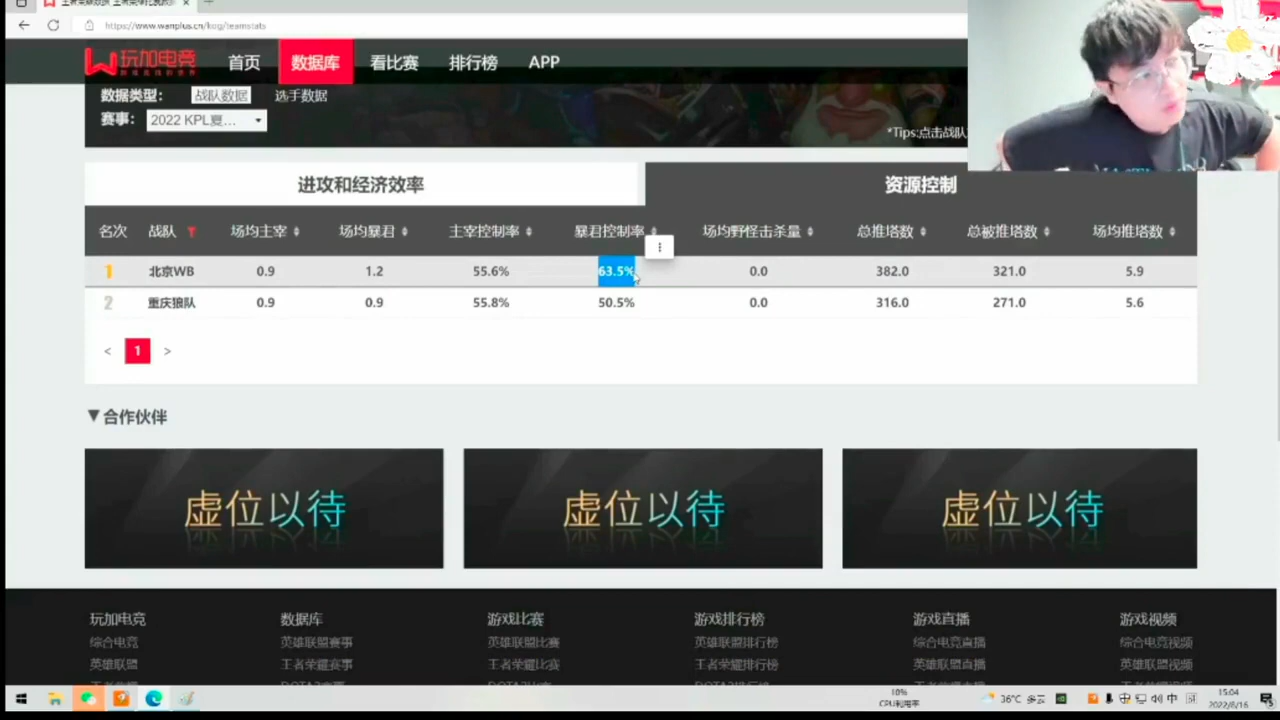 https://www.wanplus.cn/kog/teamstats
玩加电竞 首页 数据库 看比赛 排行榜 APP
数据类型: 战队数据 选手数据
赛事: 2022 KPL夏...
*Tips:点击战队
进攻和经济效率 资源控制
名次 战队 场均主宰 场均暴君 主宰控制率 暴君控制率 场均野怪击杀量 总推塔数 总被推塔数 场均推塔数
1 北京WB 0.9 1.2 55.6% 63.5% 0.0 382.0 321.0 5.9
2 重庆狼队 0.9 0.9 55.8% 50.5% 0.0 316.0 271.0 5.6
< 1 >
▼合作伙伴
虚位以待 虚位以待 虚位以待
玩加电竞 数据库 游戏比赛 游戏排行榜 游戏直播 游戏视频
综合电竞 英雄联盟赛事 英雄联盟比赛 英雄联盟排行榜 综合电竞直播 综合电竞视频
英雄联盟 王者荣耀赛事 王者荣耀比赛 王者荣耀排行榜 英雄联盟直播 英雄联盟视频
10%
CPU利用率
36°C 多云
中
15:04
2022/8/16